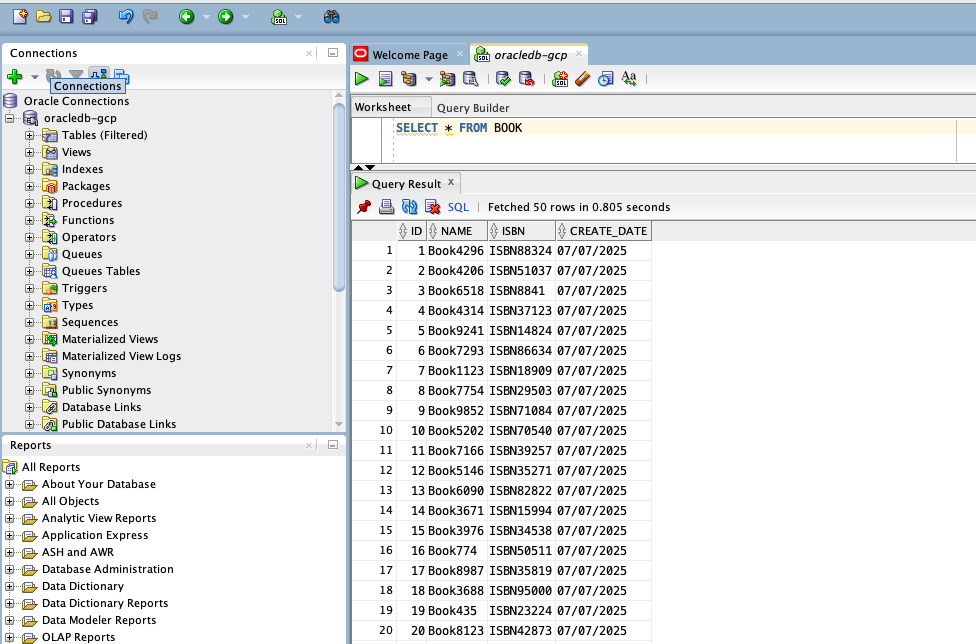 Connections
Connections
Oracle Connections
oracledb-gcp
Tables (Filtered)
Views
Indexes
Packages
Procedures
Functions
Operators
Queues
Queues Tables
Triggers
Types
Sequences
Materialized Views
Materialized View Logs
Synonyms
Public Synonyms
Database Links
Public Database Links
Reports
All Reports
About Your Database
All Objects
Analytic View Reports
Application Express
ASH and AWR
Database Administration
Data Dictionary
Data Dictionary Reports
Data Modeler Reports
OLAP Reports
Welcome Page
oracledb-gcp
Worksheet Query Builder
SELECT * FROM BOOK
Query Result
SQL Fetched 50 rows in 0.805 seconds
ID NAME ISBN CREATE_DATE
1 1 Book4296 ISBN88324 07/07/2025
2 2 Book4206 ISBN51037 07/07/2025
3 3 Book6518 ISBN8841 07/07/2025
4 4 Book4314 ISBN37123 07/07/2025
5 5 Book9241 ISBN14824 07/07/2025
6 6 Book7293 ISBN86634 07/07/2025
7 7 Book1123 ISBN18909 07/07/2025
8 8 Book7754 ISBN29503 07/07/2025
9 9 Book9852 ISBN71084 07/07/2025
10 10 Book5202 ISBN70540 07/07/2025
11 11 Book7166 ISBN39257 07/07/2025
12 12 Book5146 ISBN35271 07/07/2025
13 13 Book6090 ISBN82822 07/07/2025
14 14 Book3671 ISBN15994 07/07/2025
15 15 Book3976 ISBN34538 07/07/2025
16 16 Book774 ISBN50511 07/07/2025
17 17 Book8987 ISBN35819 07/07/2025
18 18 Book3688 ISBN95000 07/07/2025
19 19 Book435 ISBN23224 07/07/2025
20 20 Book8123 ISBN42873 07/07/2025